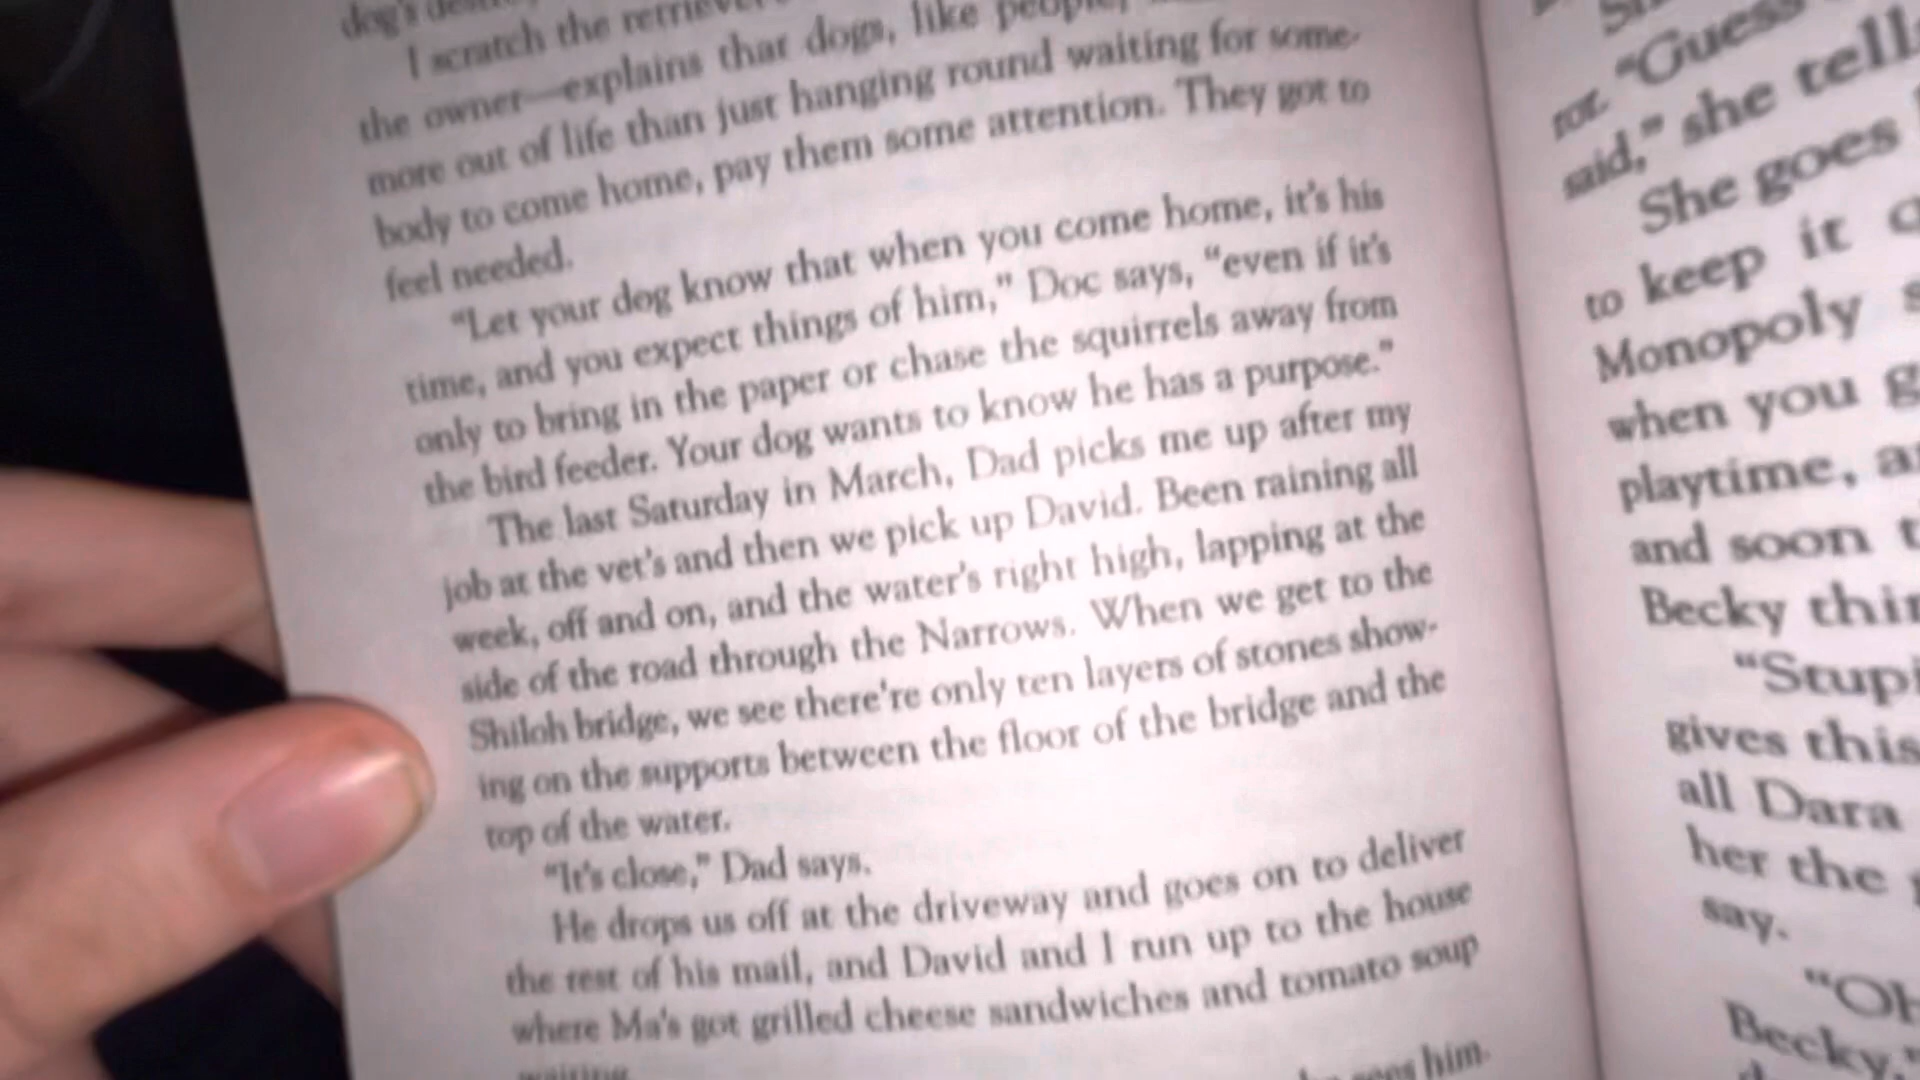 dog's
I scratch the retriever's
the owner—explains that dogs, like people,
more out of life than just hanging round waiting for some-
body to come home, pay them some attention. They got to
feel needed.
"Let your dog know that when you come home, it's his
time, and you expect things of him," Doc says, "even if it's
only to bring in the paper or chase the squirrels away from
the bird feeder. Your dog wants to know he has a purpose."
The last Saturday in March, Dad picks me up after my
job at the vet's and then we pick up David. Been raining all
week, off and on, and the water's right high, lapping at the
side of the road through the Narrows. When we get to the
Shiloh bridge, we see there're only ten layers of stones show-
ing on the supports between the floor of the bridge and the
top of the water.
"It's close," Dad says.
He drops us off at the driveway and goes on to deliver
the rest of his mail, and David and I run up to the house
where Ma's got grilled cheese sandwiches and tomato soup
waiting.
sees him.
ror. "Guess
said," she tells
She goes
to keep it
Monopoly
when you
playtime,
and soon
Becky
"Stupi
gives this
all Dara
her the
say.
"Oh
Becky,"